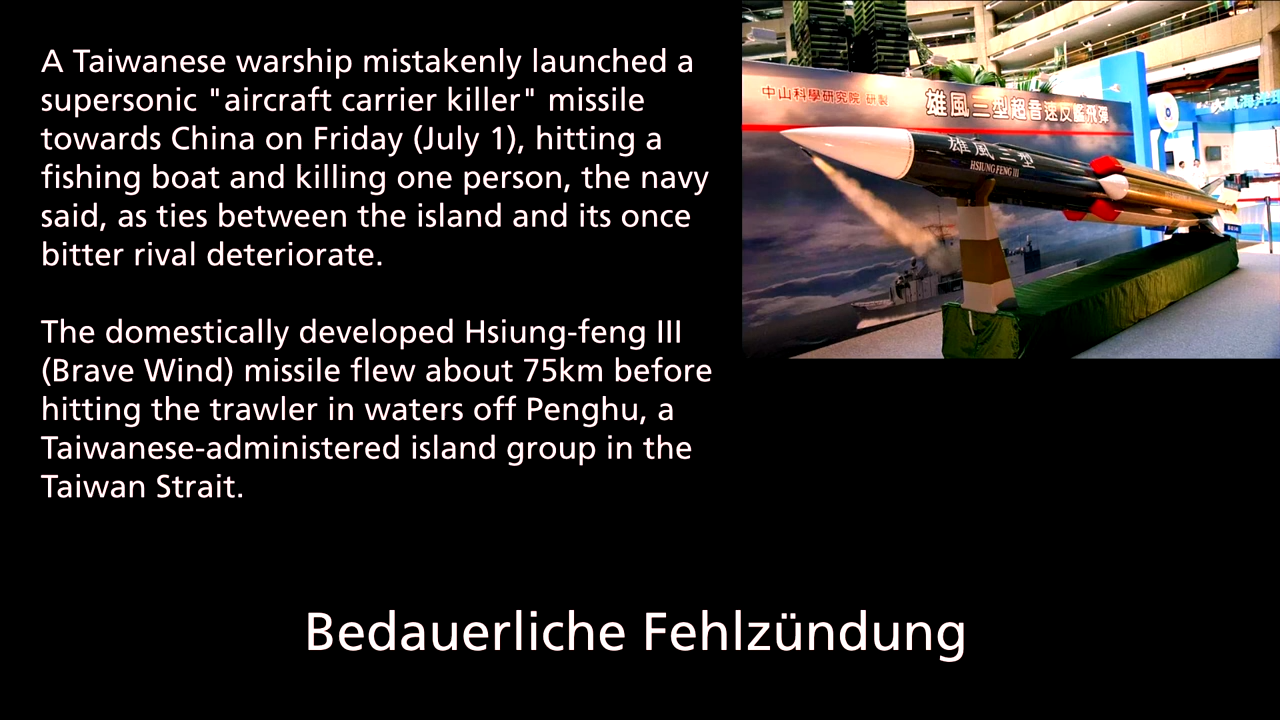 A Taiwanese warship mistakenly launched a
supersonic "aircraft carrier killer" missile
towards China on Friday (July 1), hitting a
fishing boat and killing one person, the navy
said, as ties between the island and its once
bitter rival deteriorate.
The domestically developed Hsiung-feng III
(Brave Wind) missile flew about 75km before
hitting the trawler in waters off Penghu, a
Taiwanese-administered island group in the
Taiwan Strait.
中山科學研究院 研製
雄風三型超音速反艦飛彈
雄風三型
HSIUNG FENG III
Bedauerliche Fehlzündung